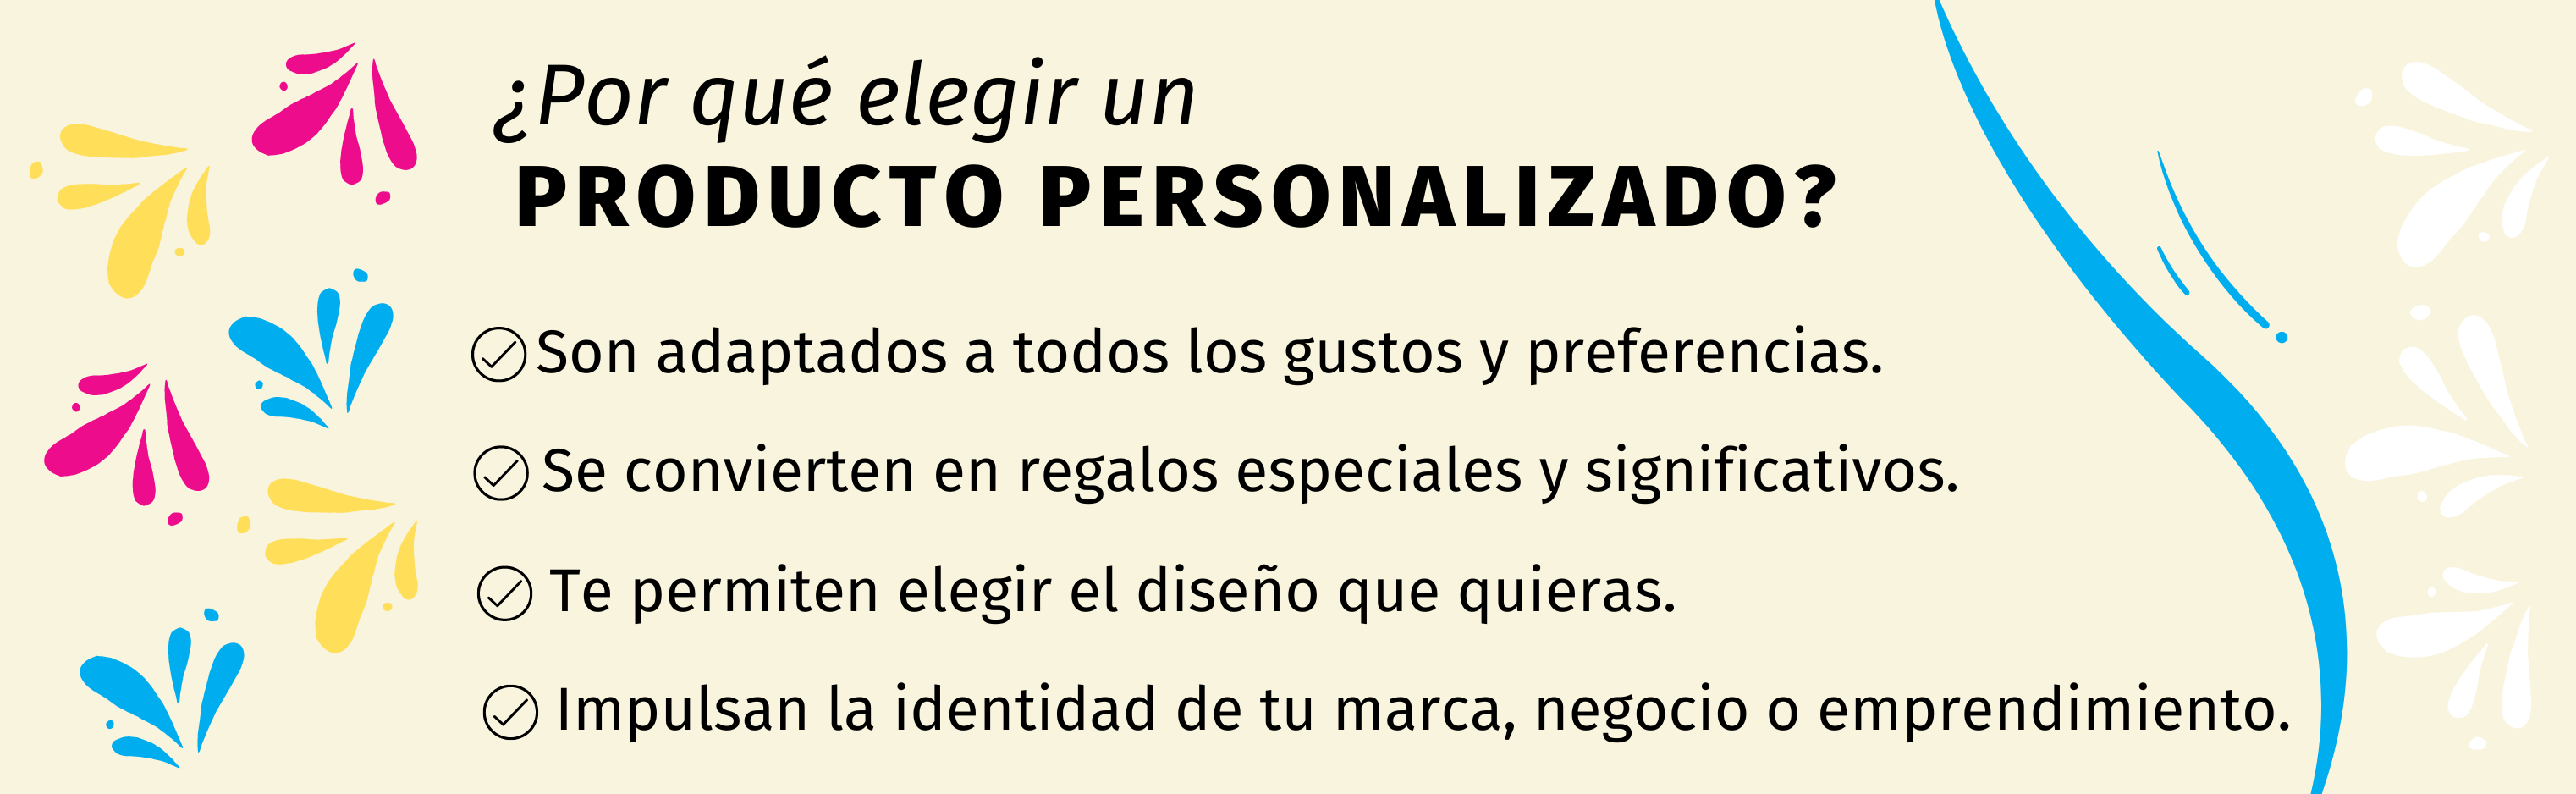 ¿Por qué elegir un
PRODUCTO PERSONALIZADO?
Son adaptados a todos los gustos y preferencias.
Se convierten en regalos especiales y significativos.
Te permiten elegir el diseño que quieras.
Impulsan la identidad de tu marca, negocio o emprendimiento.